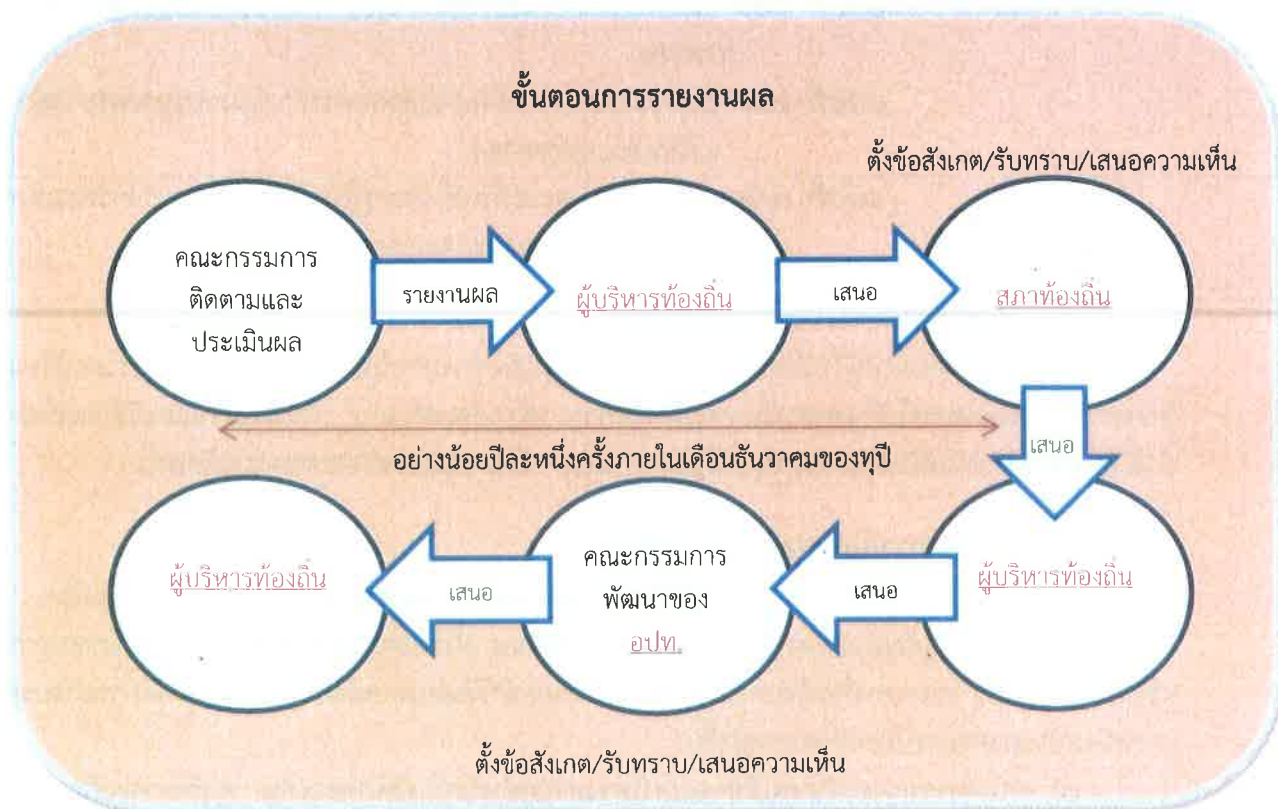 ขั้นตอนการรายงานผล
ตั้งข้อสังเกต/รับทราบ/เสนอความเห็น
คณะกรรมการ
ติดตามและ
ประเมินผล
รายงานผล
ผู้บริหารท้องถิ่น
เสนอ
สภาท้องถิ่น
อย่างน้อยปีละหนึ่งครั้งภายในเดือนธันวาคมของทุปี
เสนอ
ผู้บริหารท้องถิ่น
เสนอ
คณะกรรมการ
พัฒนาของ
อปท.
เสนอ
ผู้บริหารท้องถิ่น
ตั้งข้อสังเกต/รับทราบ/เสนอความเห็น